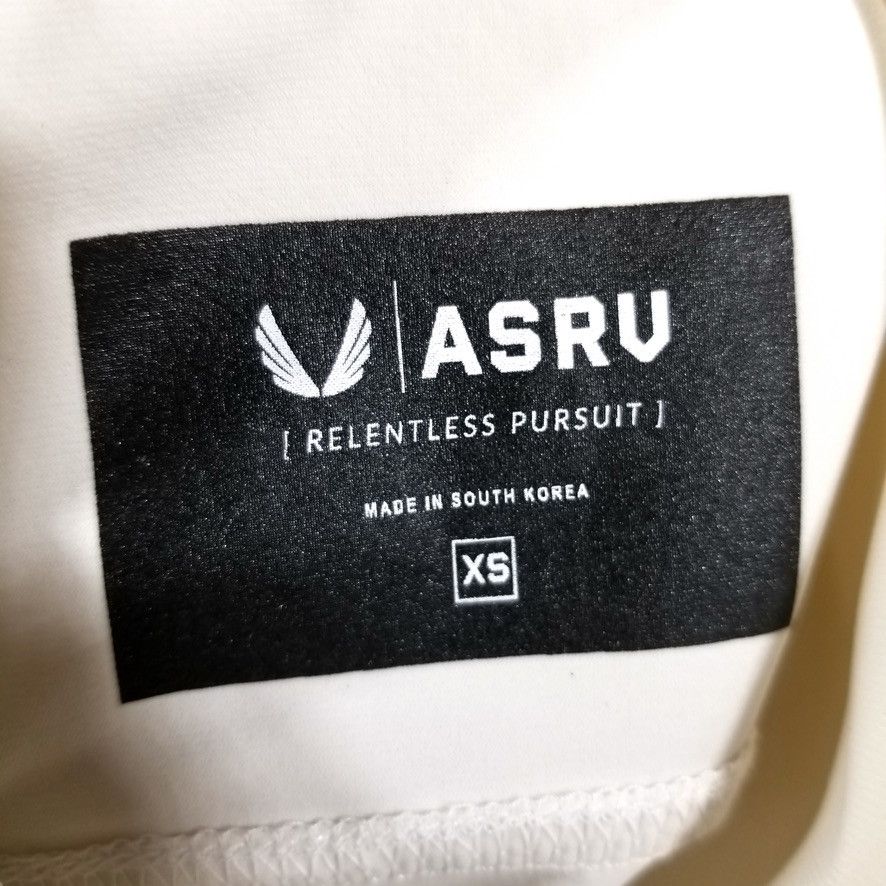 ASRV
[ RELENTLESS PURSUIT ]
MADE IN SOUTH KOREA
XS